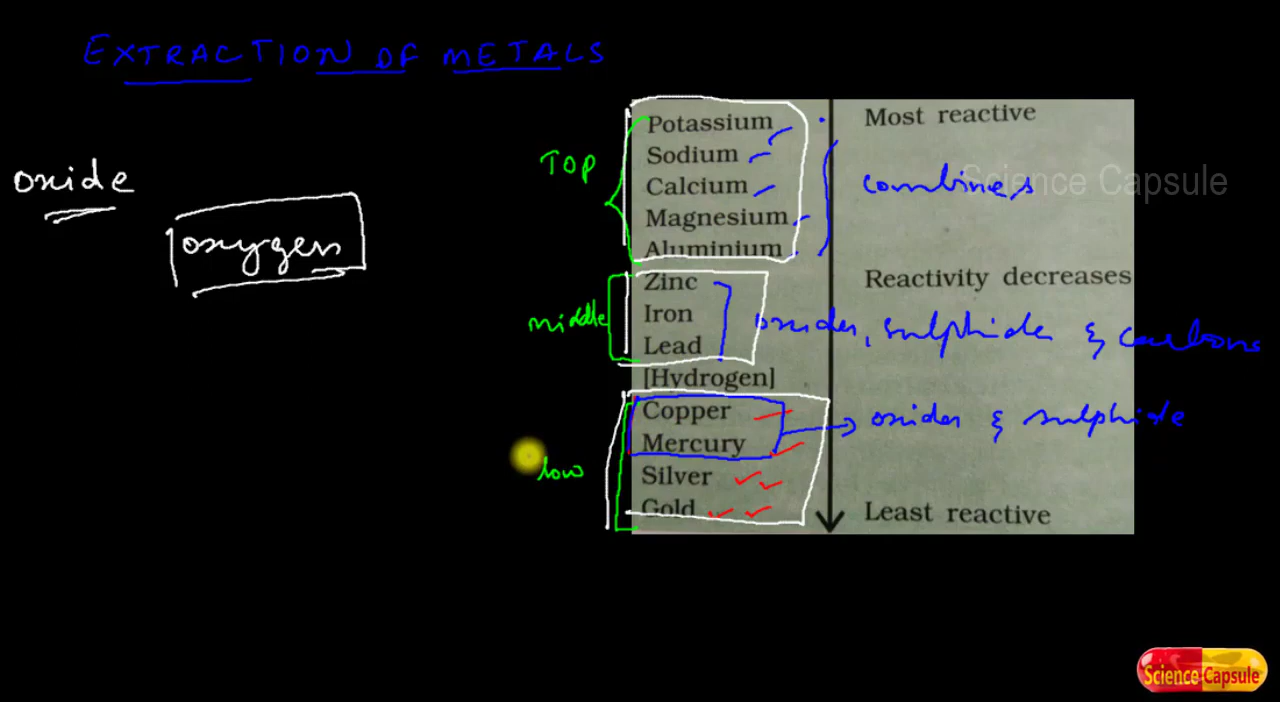 EXTRACTION OF METALS
oxide
oxygen
TOP
middle
low
Potassium
Sodium
Calcium
Magnesium
Aluminium
Zinc
Iron
Lead
[Hydrogen]
Copper
Mercury
Silver
Gold
Most reactive
combines
Science Capsule
Reactivity decreases
oxides, sulphides & carbons
oxides & sulphide
Least reactive
Science Capsule